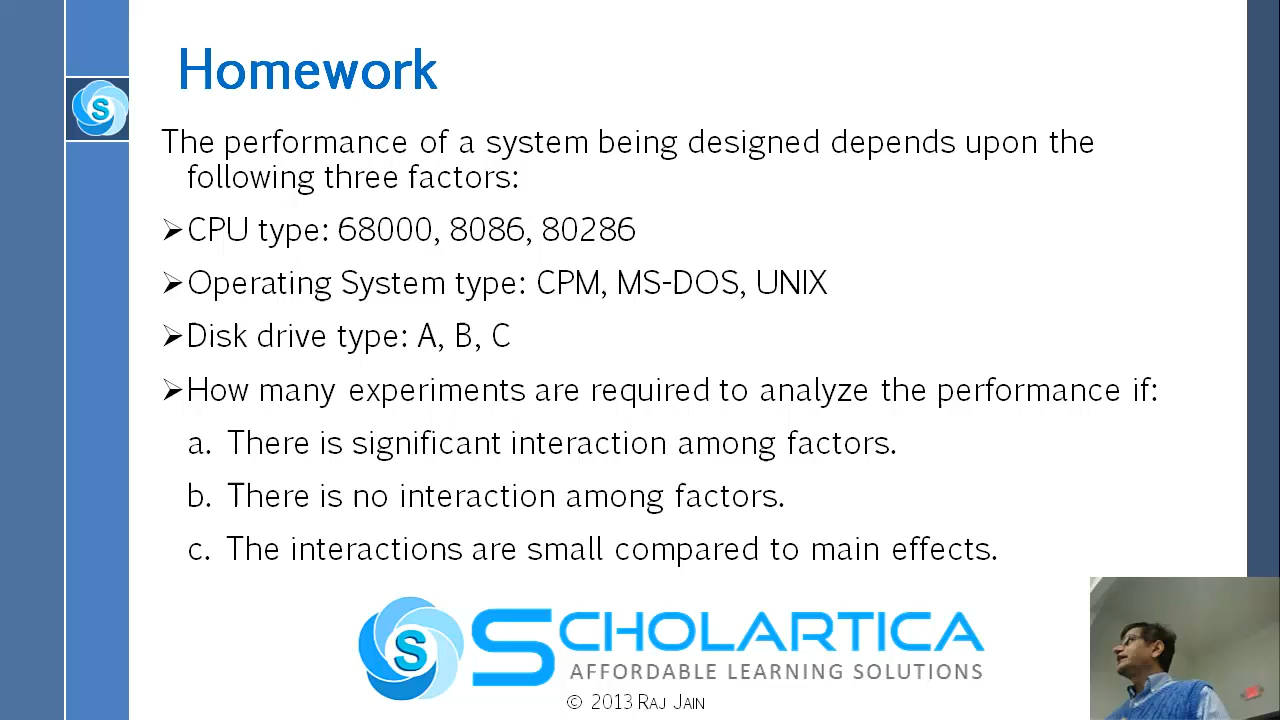 Homework
S
The performance of a system being designed depends upon the
following three factors:
➢CPU type: 68000, 8086, 80286
➢Operating System type: CPM, MS-DOS, UNIX
➢Disk drive type: A, B, C
➢How many experiments are required to analyze the performance if:
a. There is significant interaction among factors.
b. There is no interaction among factors.
c. The interactions are small compared to main effects.
S SCHOLARTICA
AFFORDABLE LEARNING SOLUTIONS
© 2013 RAJ JAIN